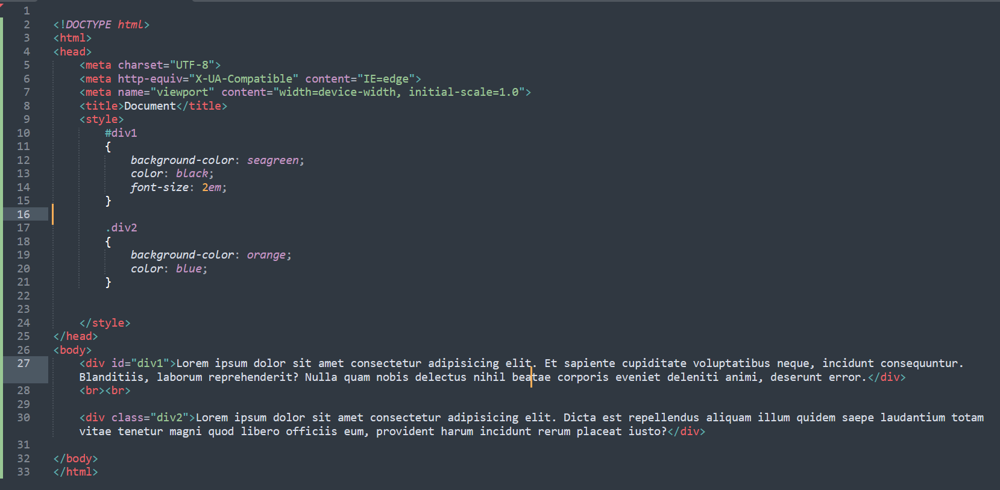 1
2 <!DOCTYPE html>
3 <html>
4 <head>
5     <meta charset="UTF-8">
6     <meta http-equiv="X-UA-Compatible" content="IE=edge">
7     <meta name="viewport" content="width=device-width, initial-scale=1.0">
8     <title>Document</title>
9     <style>
10         #div1
11         {
12             background-color: seagreen;
13             color: black;
14             font-size: 2em;
15         }
16
17         .div2
18         {
19             background-color: orange;
20             color: blue;
21         }
22
23
24     </style>
25 </head>
26 <body>
27     <div id="div1">Lorem ipsum dolor sit amet consectetur adipisicing elit. Et sapiente cupiditate voluptatibus neque, incidunt consequuntur.
    Blanditiis, laborum reprehenderit? Nulla quam nobis delectus nihil beatae corporis eveniet deleniti animi, deserunt error.</div>
28     <br><br>
29
30     <div class="div2">Lorem ipsum dolor sit amet consectetur adipisicing elit. Dicta est repellendus aliquam illum quidem saepe laudantium totam
    vitae tenetur magni quod libero officiis eum, provident harum incidunt rerum placeat iusto?</div>
31
32 </body>
33 </html>